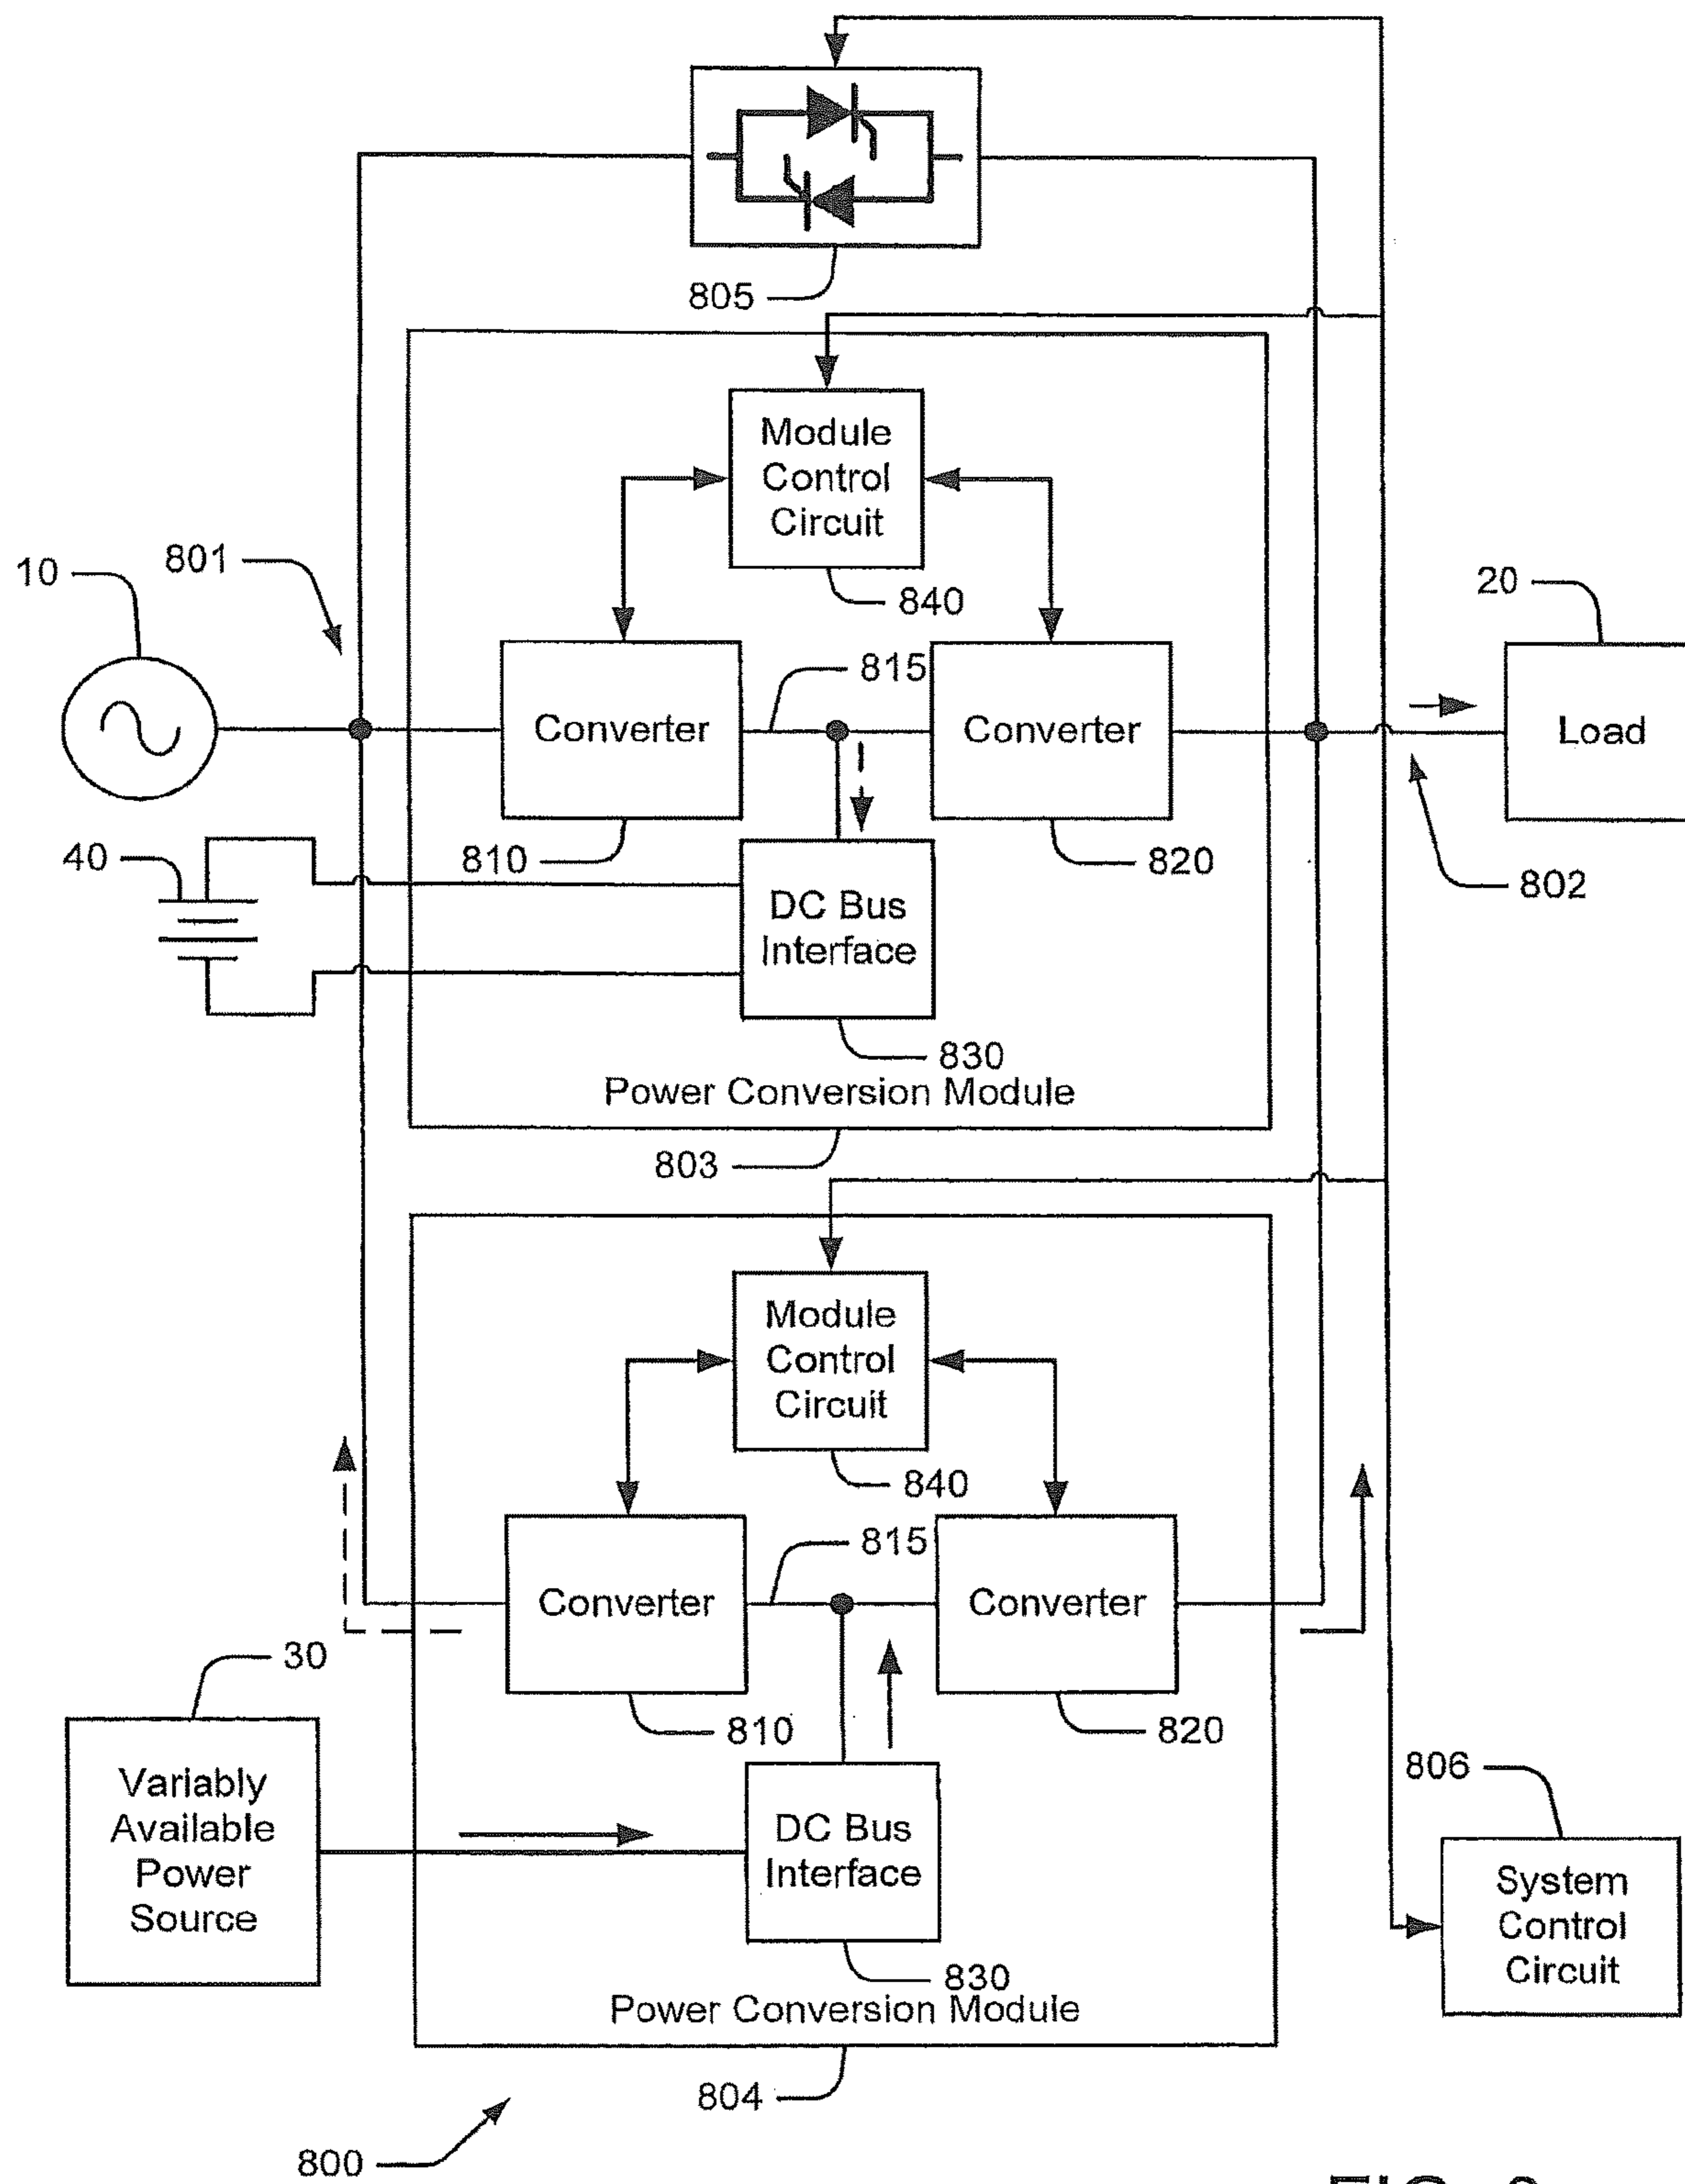 805
Module
Control
Circuit
840
10
801
20
815
Converter
Converter
Load
810
820
802
40
DC Bus
Interface
830
Power Conversion Module
803
Module
Control
Circuit
840
815
Converter
Converter
30
810
820
806
Variably
Available
Power
Source
DC Bus
Interface
System
Control
Circuit
830
Power Conversion Module
804
800